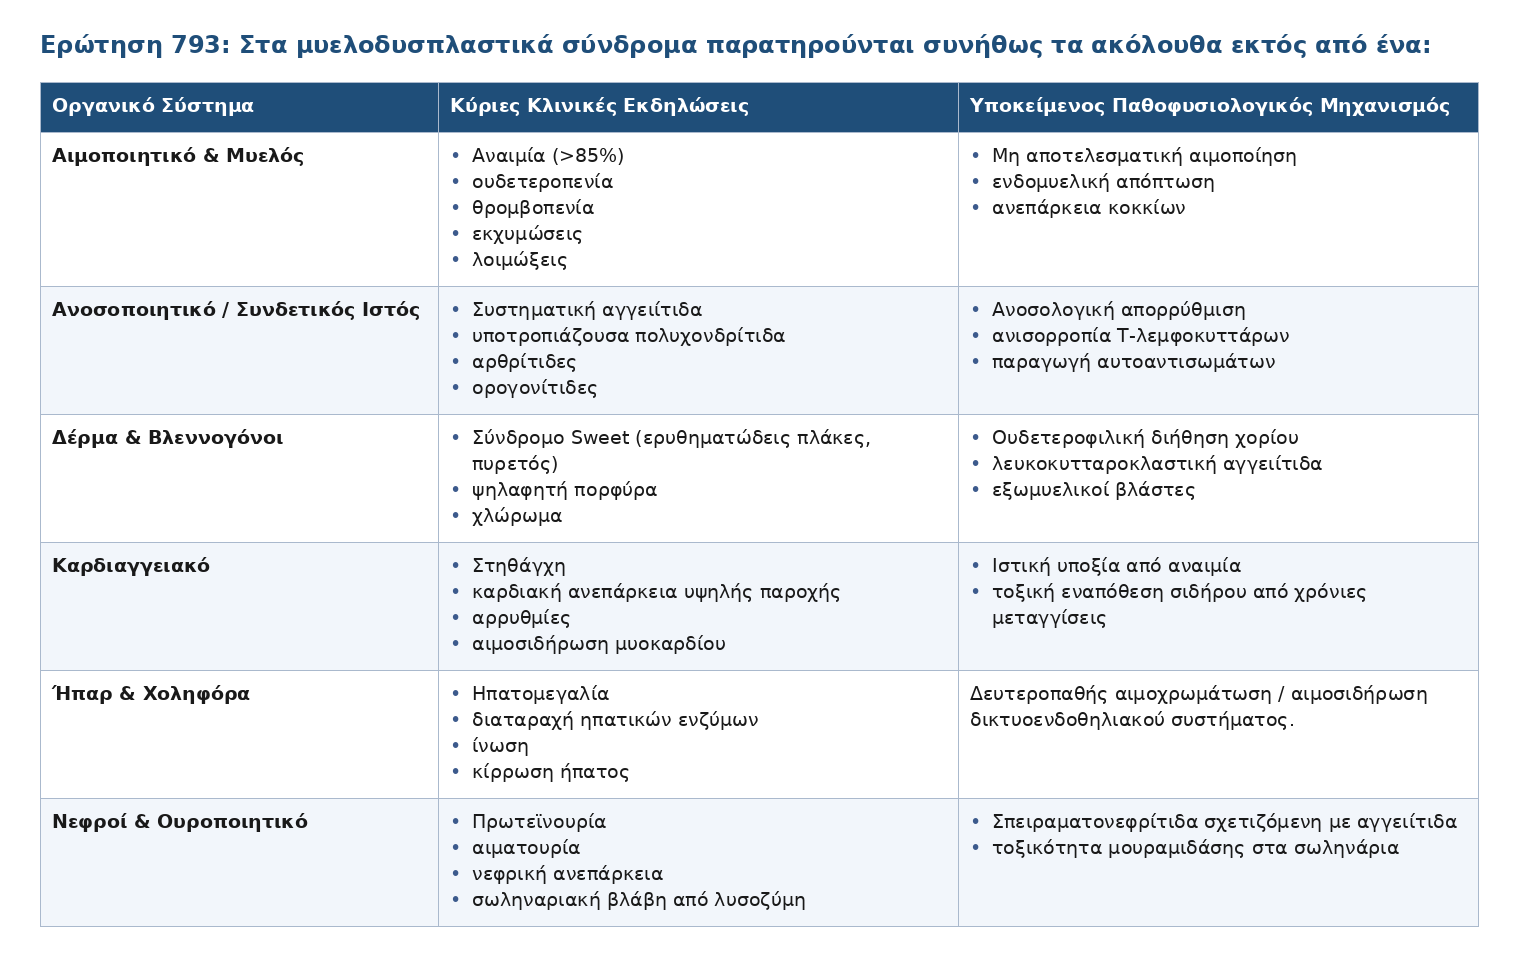 Ερώτηση 793: Στα μυελοδυσπλαστικά σύνδρομα παρατηρούνται συνήθως τα ακόλουθα εκτός από ένα:
Οργανικό Σύστημα
Κύριες Κλινικές Εκδηλώσεις
Υποκείμενος Παθοφυσιολογικός Μηχανισμός
Αιμοποιητικό & Μυελός
• Αναιμία (>85%)
• ουδετεροπενία
• θρομβοπενία
• εκχυμώσεις
• λοιμώξεις
• Μη αποτελεσματική αιμοποίηση
• ενδομυελική απόπτωση
• ανεπάρκεια κοκκίων
Ανοσοποιητικό / Συνδετικός Ιστός
• Συστηματική αγγειίτιδα
• υποτροπιάζουσα πολυχονδρίτιδα
• αρθρίτιδες
• ορογονίτιδες
• Ανοσολογική απορρύθμιση
• ανισορροπία Τ-λεμφοκυττάρων
• παραγωγή αυτοαντισωμάτων
Δέρμα & Βλεννογόνοι
• Σύνδρομο Sweet (ερυθηματώδεις πλάκες,
πυρετός)
• ψηλαφητή πορφύρα
• χλώρωμα
• Ουδετεροφιλική διήθηση χορίου
• λευκοκυτταροκλαστική αγγειίτιδα
• εξωμυελικοί βλάστες
Καρδιαγγειακό
• Στηθάγχη
• καρδιακή ανεπάρκεια υψηλής παροχής
• αρρυθμίες
• αιμοσιδήρωση μυοκαρδίου
• Ιστική υποξία από αναιμία
• τοξική εναπόθεση σιδήρου από χρόνιες
μεταγγίσεις
Ήπαρ & Χοληφόρα
• Ηπατομεγαλία
• διαταραχή ηπατικών ενζύμων
• ίνωση
• κίρρωση ήπατος
Δευτεροπαθής αιμοχρωμάτωση / αιμοσιδήρωση
δικτυοενδοθηλιακού συστήματος.
Νεφροί & Ουροποιητικό
• Πρωτεϊνουρία
• αιματουρία
• νεφρική ανεπάρκεια
• σωληναριακή βλάβη από λυσοζύμη
• Σπειραματονεφρίτιδα σχετιζόμενη με αγγειίτιδα
• τοξικότητα μουραμιδάσης στα σωληνάρια